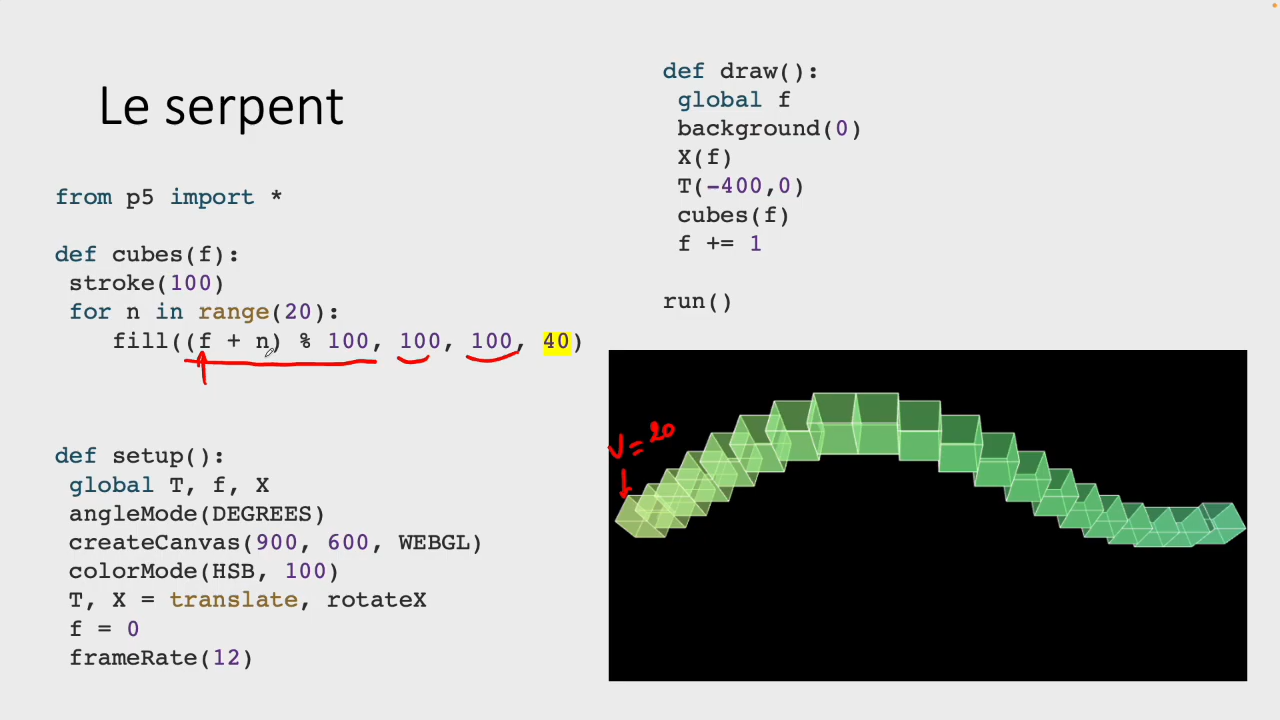 Le serpent
from p5 import *
def cubes(f):
stroke(100)
for n in range(20):
fill((f + n) % 100, 100, 100, 40)
def setup():
global T, f, X
angleMode(DEGREES)
createCanvas(900, 600, WEBGL)
colorMode(HSB, 100)
T, X = translate, rotateX
f = 0
frameRate(12)
def draw():
global f
background(0)
X(f)
T(-400,0)
cubes(f)
f += 1
run()
V=20